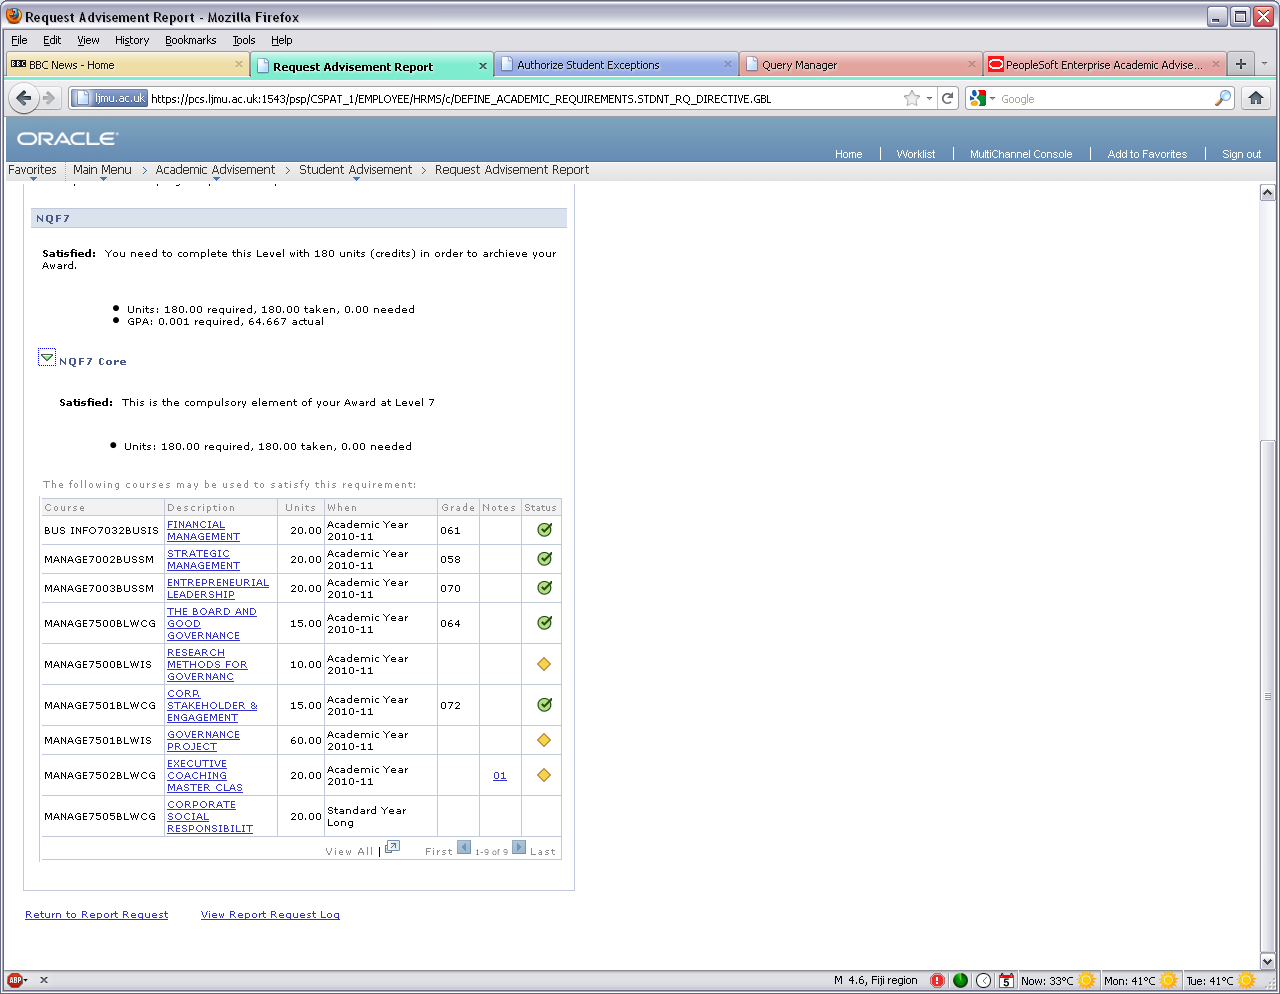 Request Advisement Report - Mozilla Firefox
File Edit View History Bookmarks Tools Help
BBC News - Home
Request Advisement Report
Authorize Student Exceptions
Query Manager
PeopleSoft Enterprise Academic Advise...
ljmu.ac.uk https://pcs.ljmu.ac.uk:1543/psp/CSPAT_1/EMPLOYEE/HRMS/c/DEFINE_ACADEMIC_REQUIREMENTS.STDNT_RQ_DIRECTIVE.GBL
Google
ORACLE
Home Worklist MultiChannel Console Add to Favorites Sign out
Favorites Main Menu > Academic Advisement > Student Advisement > Request Advisement Report
NQF7
Satisfied: You need to complete this Level with 180 units (credits) in order to archieve your
Award.
Units: 180.00 required, 180.00 taken, 0.00 needed
GPA: 0.001 required, 64.667 actual
NQF7 Core
Satisfied: This is the compulsory element of your Award at Level 7
Units: 180.00 required, 180.00 taken, 0.00 needed
The following courses may be used to satisfy this requirement:
Course Description Units When Grade Notes Status
BUS INFO7032BUSIS FINANCIAL MANAGEMENT 20.00 Academic Year 2010-11 061
MANAGE7002BUSSM STRATEGIC MANAGEMENT 20.00 Academic Year 2010-11 058
MANAGE7003BUSSM ENTREPRENEURIAL LEADERSHIP 20.00 Academic Year 2010-11 070
MANAGE7500BLWCG THE BOARD AND GOOD GOVERNANCE 15.00 Academic Year 2010-11 064
MANAGE7500BLWIS RESEARCH METHODS FOR GOVERNANC 10.00 Academic Year 2010-11
MANAGE7501BLWCG CORP. STAKEHOLDER & ENGAGEMENT 15.00 Academic Year 2010-11 072
MANAGE7501BLWIS GOVERNANCE PROJECT 60.00 Academic Year 2010-11
MANAGE7502BLWCG EXECUTIVE COACHING MASTER CLAS 20.00 Academic Year 2010-11 01
MANAGE7505BLWCG CORPORATE SOCIAL RESPONSIBILIT 20.00 Standard Year Long
View All | First 1-9 of 9 Last
Return to Report Request View Report Request Log
ABP M 4.6, Fiji region 5 Now: 33°C Mon: 41°C Tue: 41°C